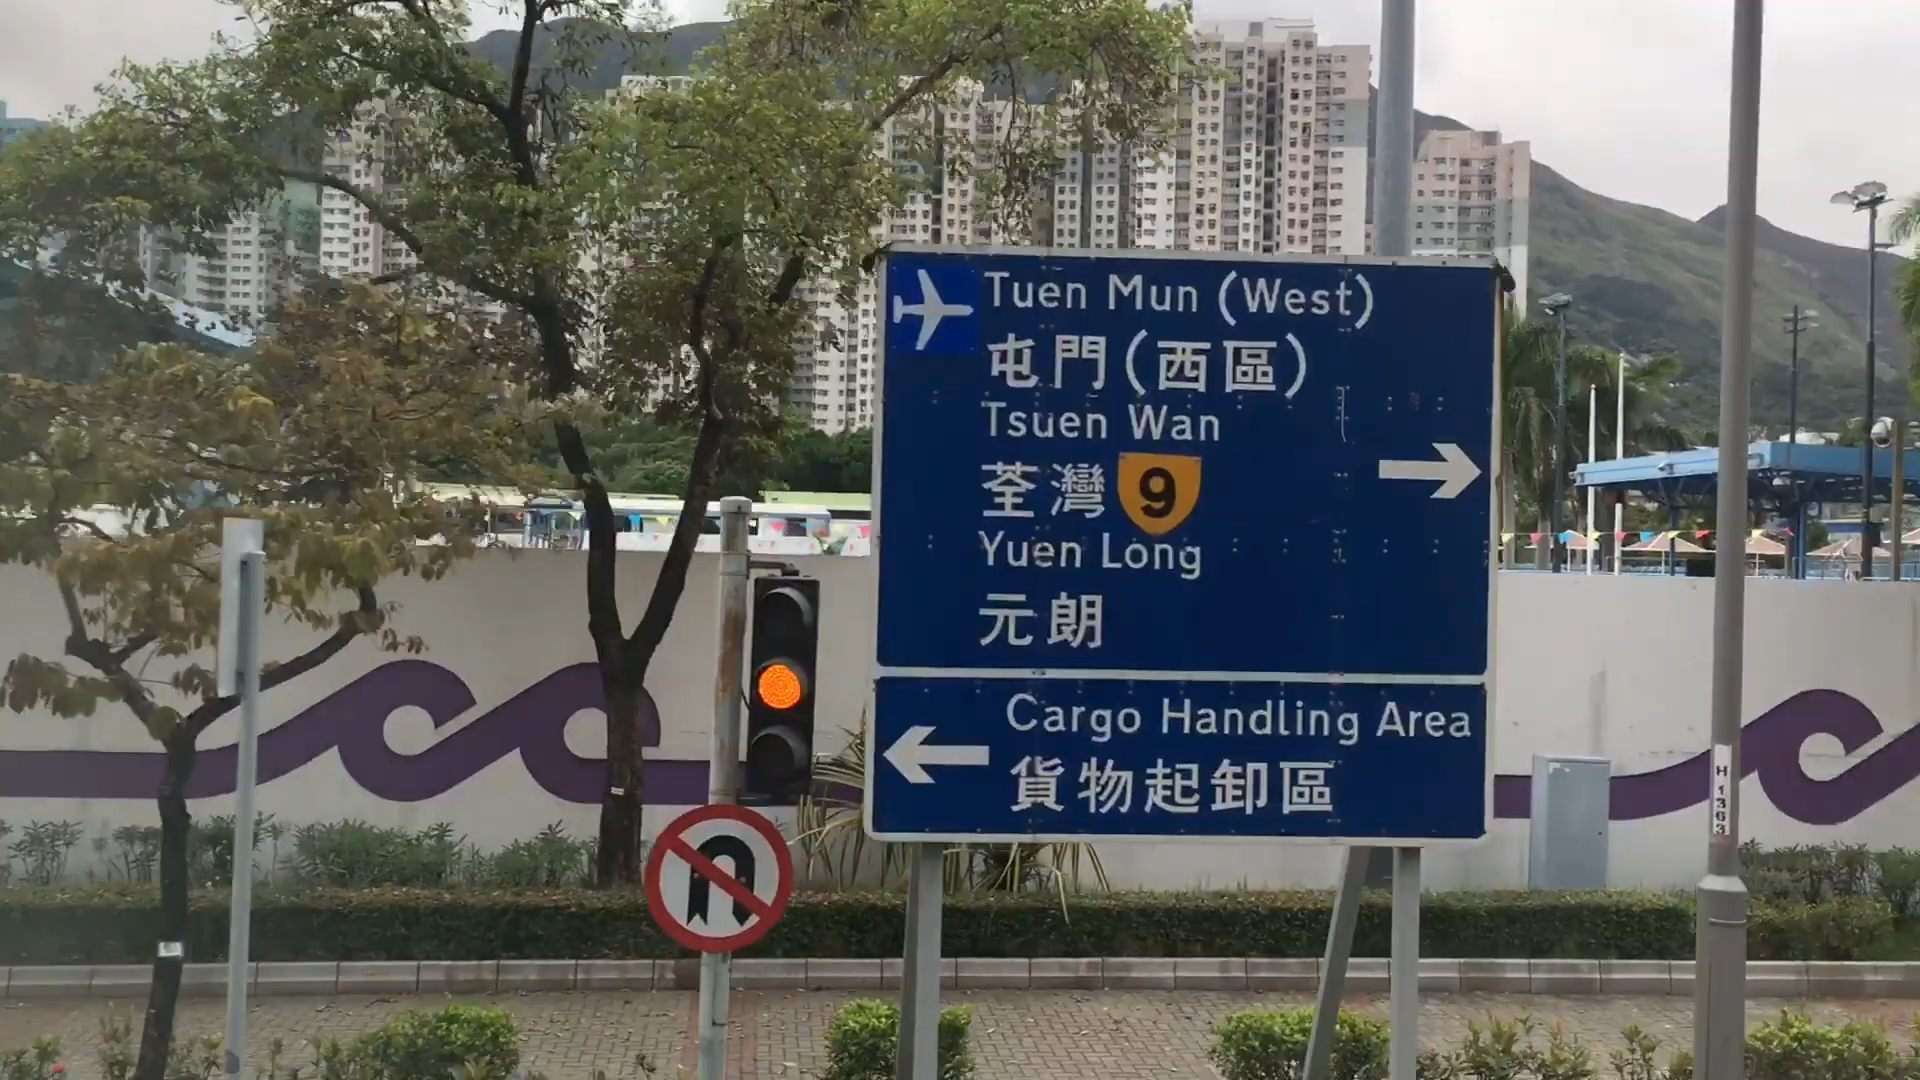 Tuen Mun (West)
屯門(西區)
Tsuen Wan
荃灣 9
Yuen Long
元朗
Cargo Handling Area
貨物起卸區
H1363